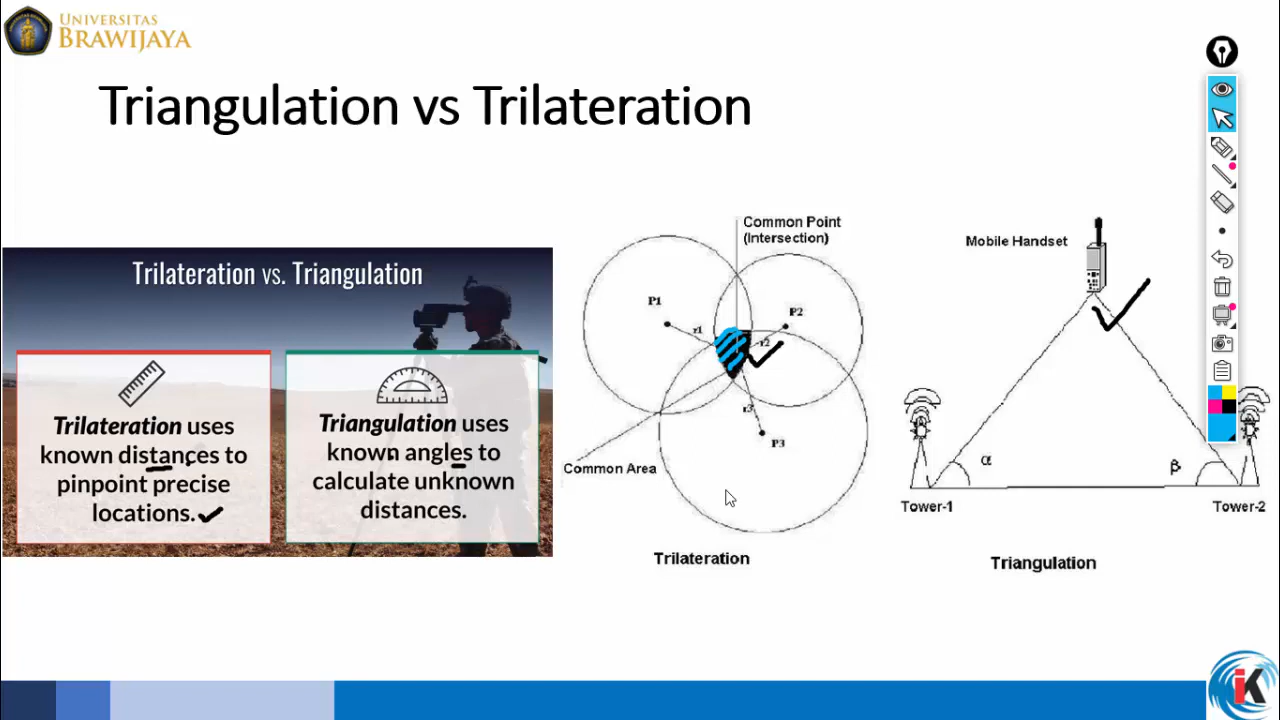 UNIVERSITAS
BRAWIJAYA
Triangulation vs Trilateration
Trilateration vs. Triangulation
Trilateration uses
known distances to
pinpoint precise
locations.
Triangulation uses
known angles to
calculate unknown
distances.
Common Point
(Intersection)
P1
P2
r1
r2
r3
P3
Common Area
Trilateration
Mobile Handset
α
β
Tower-1
Tower-2
Triangulation
iK